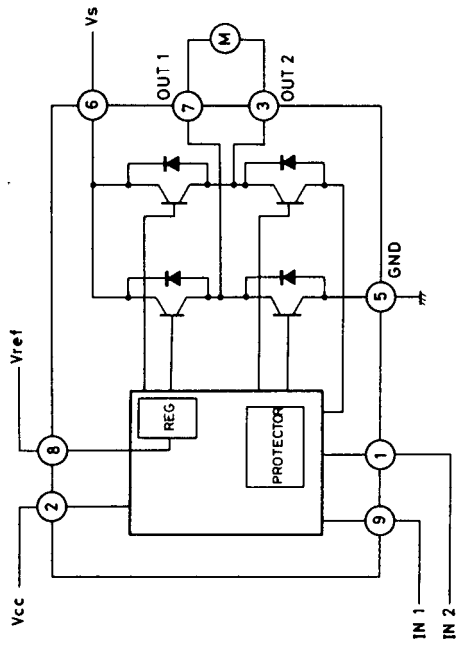 Vs
6
OUT 1
7
M
3
OUT 2
Vref
8
REG
PROTECTOR
5
GND
Vcc
2
1
9
IN 1
IN 2